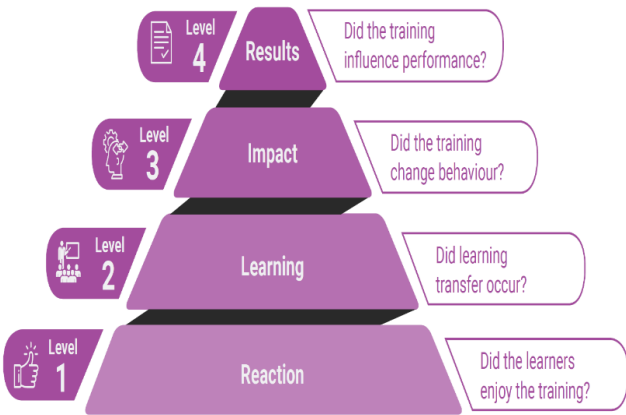 Level
4
Results
Did the training
influence performance?
Level
3
Impact
Did the training
change behaviour?
Level
2
Learning
Did learning
transfer occur?
Level
1
Reaction
Did the learners
enjoy the training?